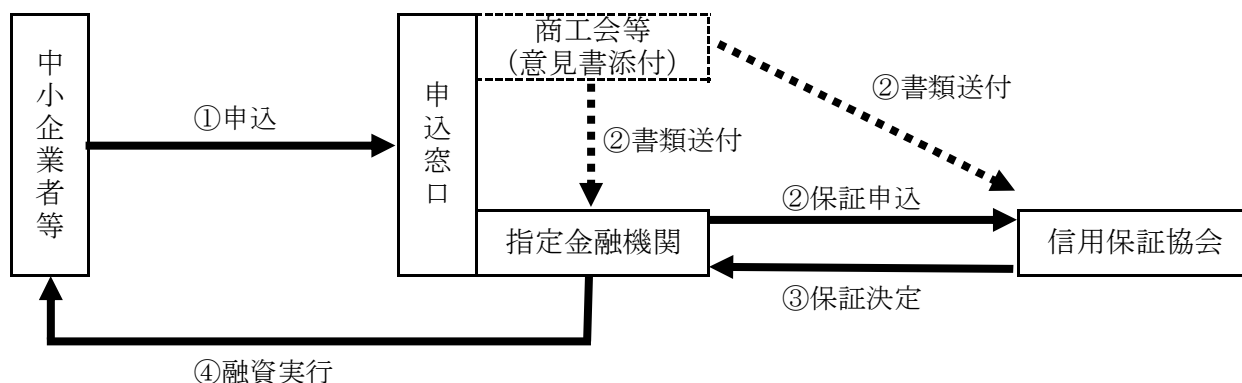 中小企業者等
①申込
申込窓口
商工会等
(意見書添付)
②書類送付
②書類送付
指定金融機関
②保証申込
③保証決定
信用保証協会
④融資実行